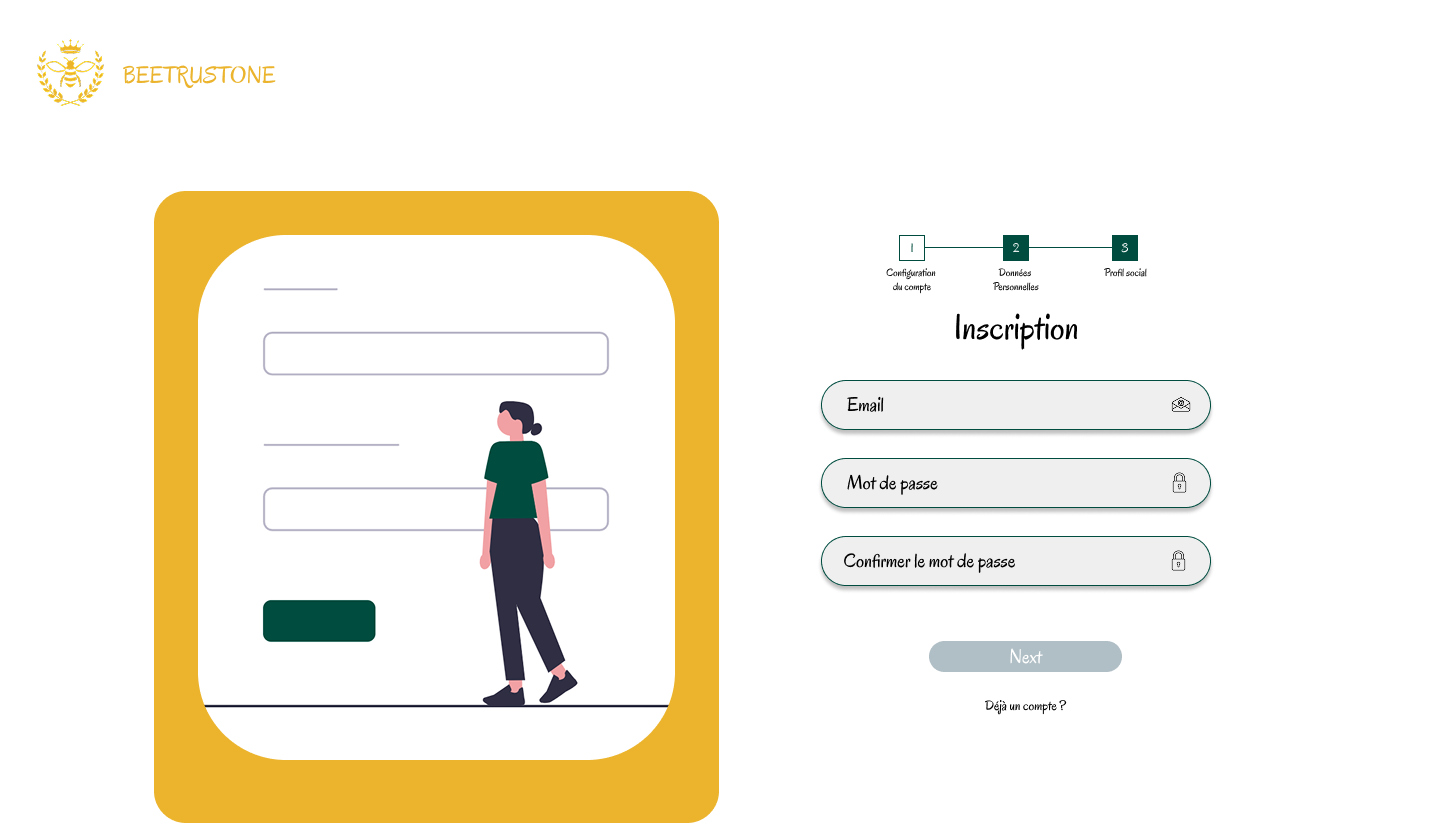 BEETRUSTONE
1 2 3
Configuration
du compte
Données
Personnelles
Profil social
Inscription
Email
Mot de passe
Confirmer le mot de passe
Next
Déjà un compte ?